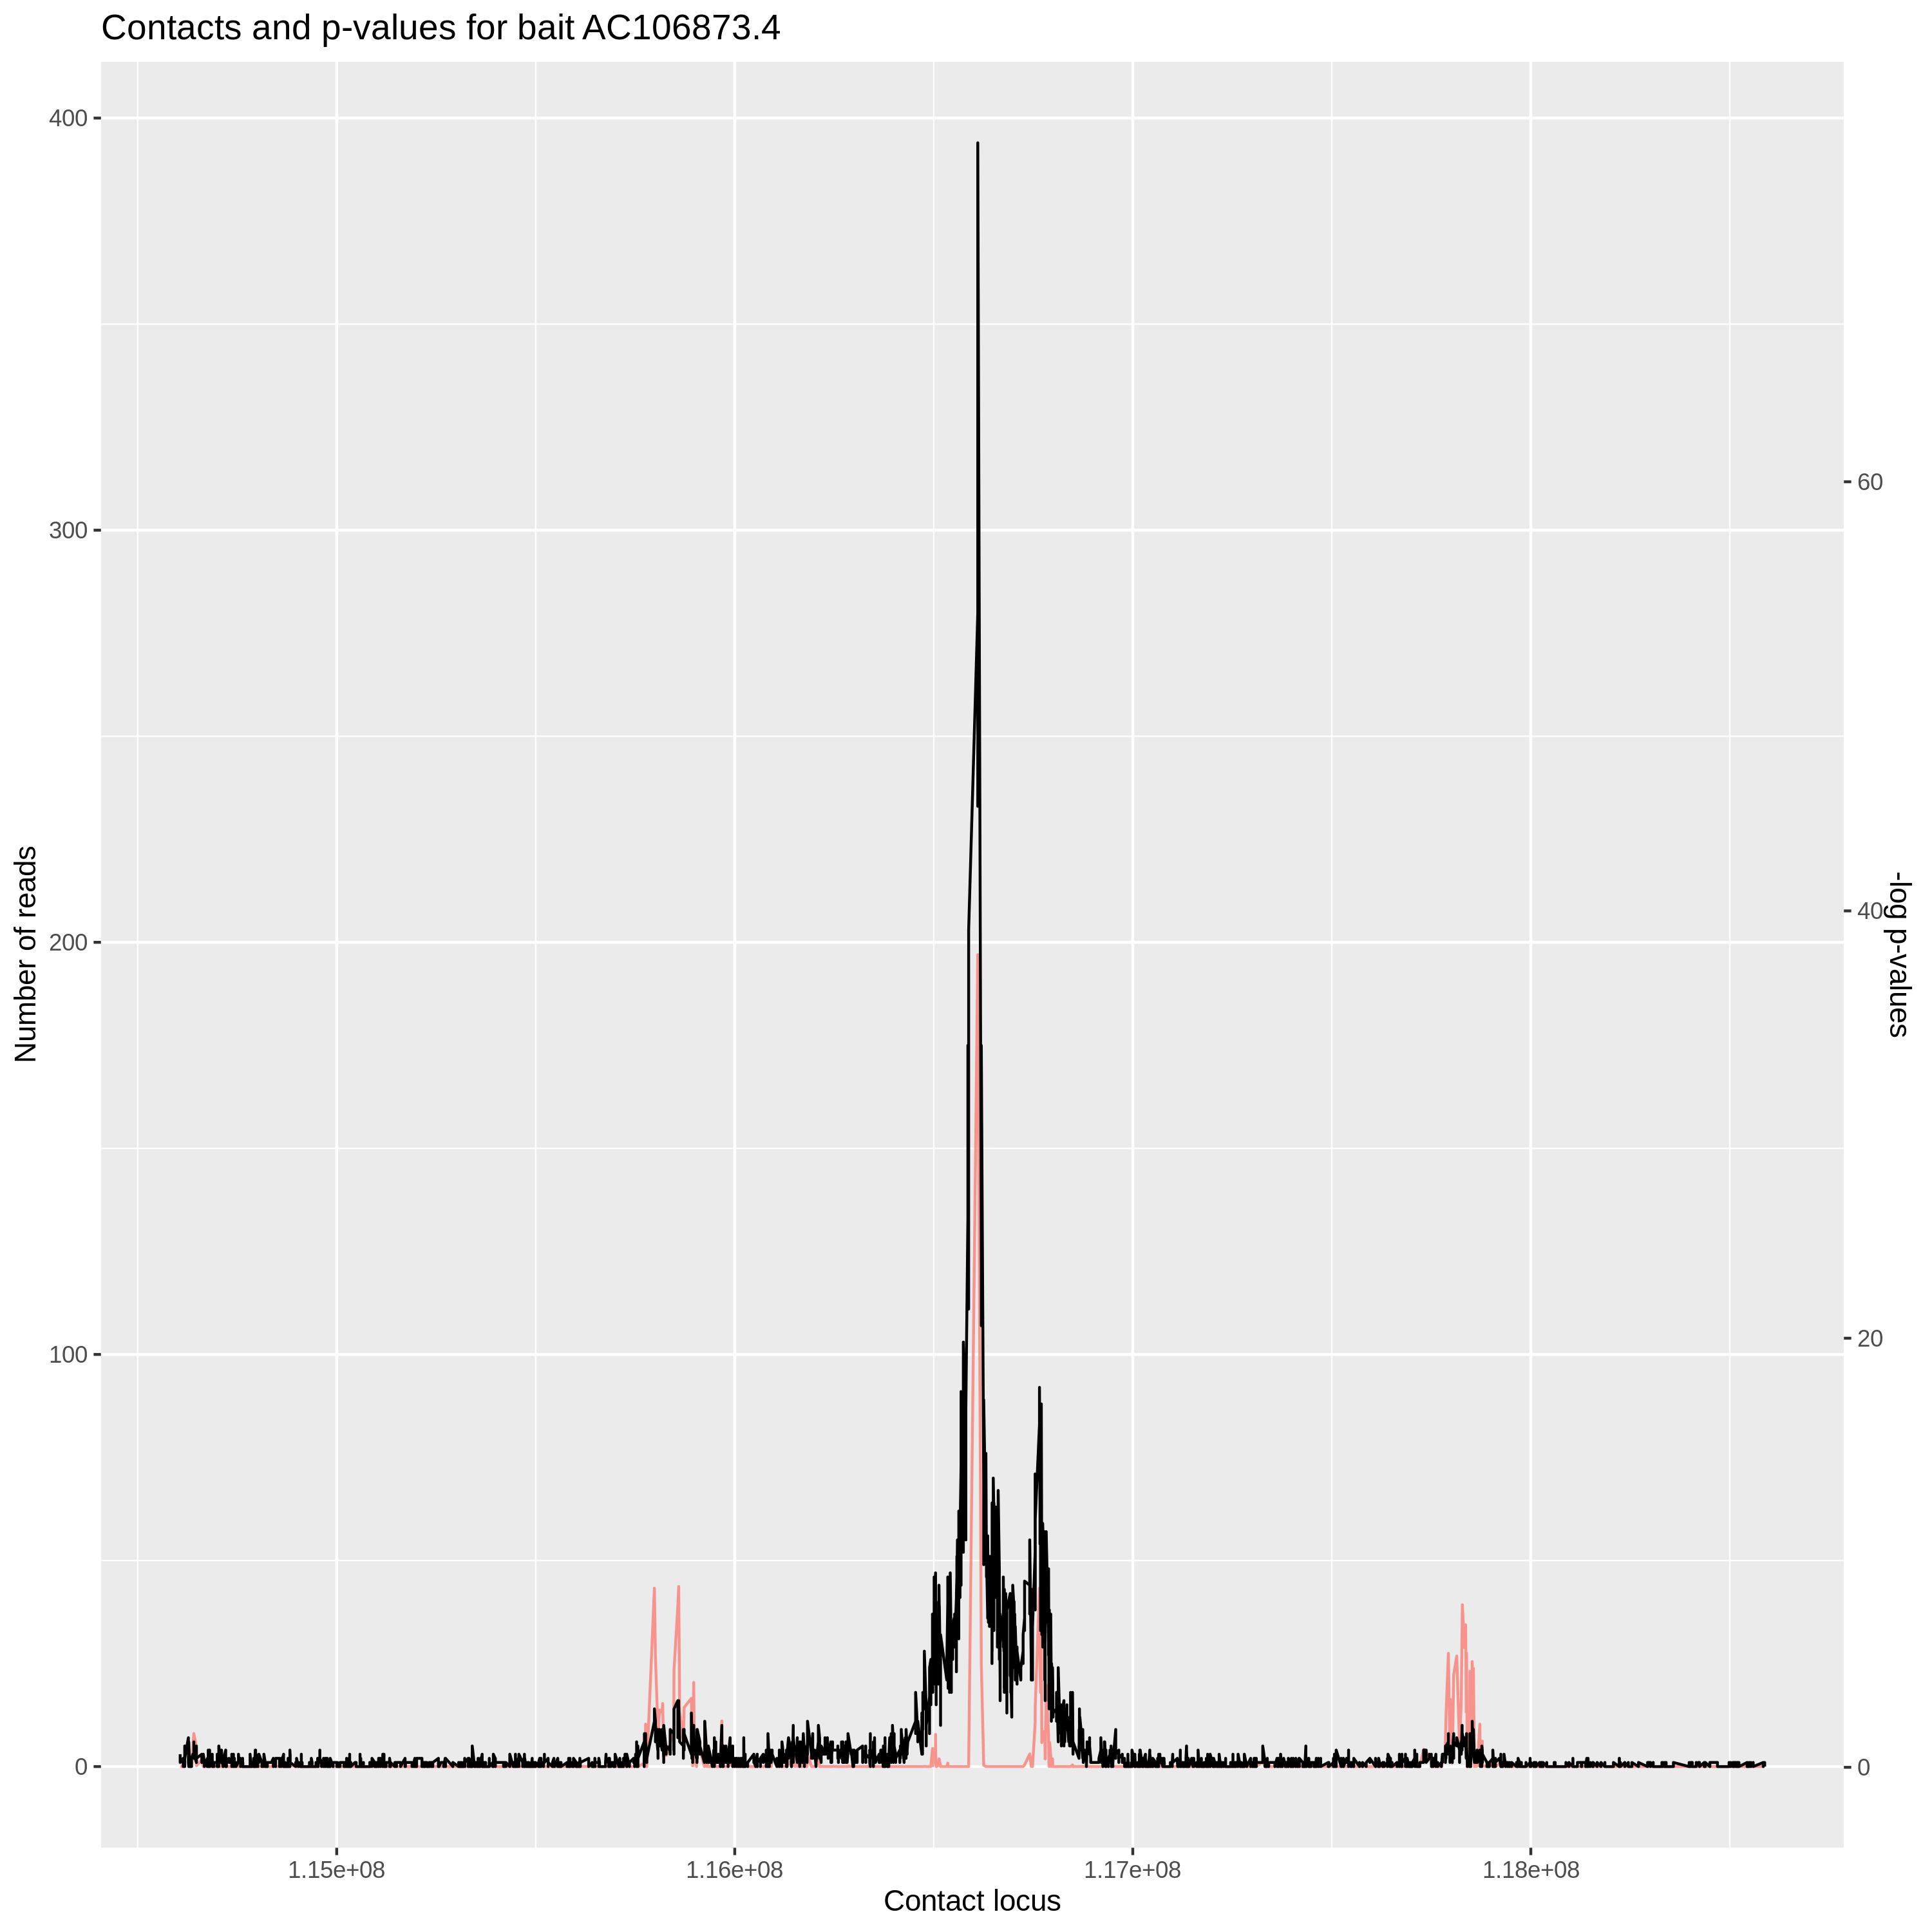 Contacts and p-values for bait AC106873.4
400
300
200
100
0
Number of reads
60
40
20
0
-log p-values
1.15e+08
1.16e+08
1.17e+08
1.18e+08
Contact locus